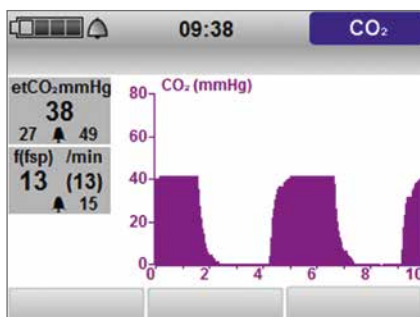 09:38
CO₂
etCO₂mmHg
38
27 49
f(fsp) /min
13 (13)
15
CO₂ (mmHg)
80
60
40
20
0
0 2 4 6 8 10